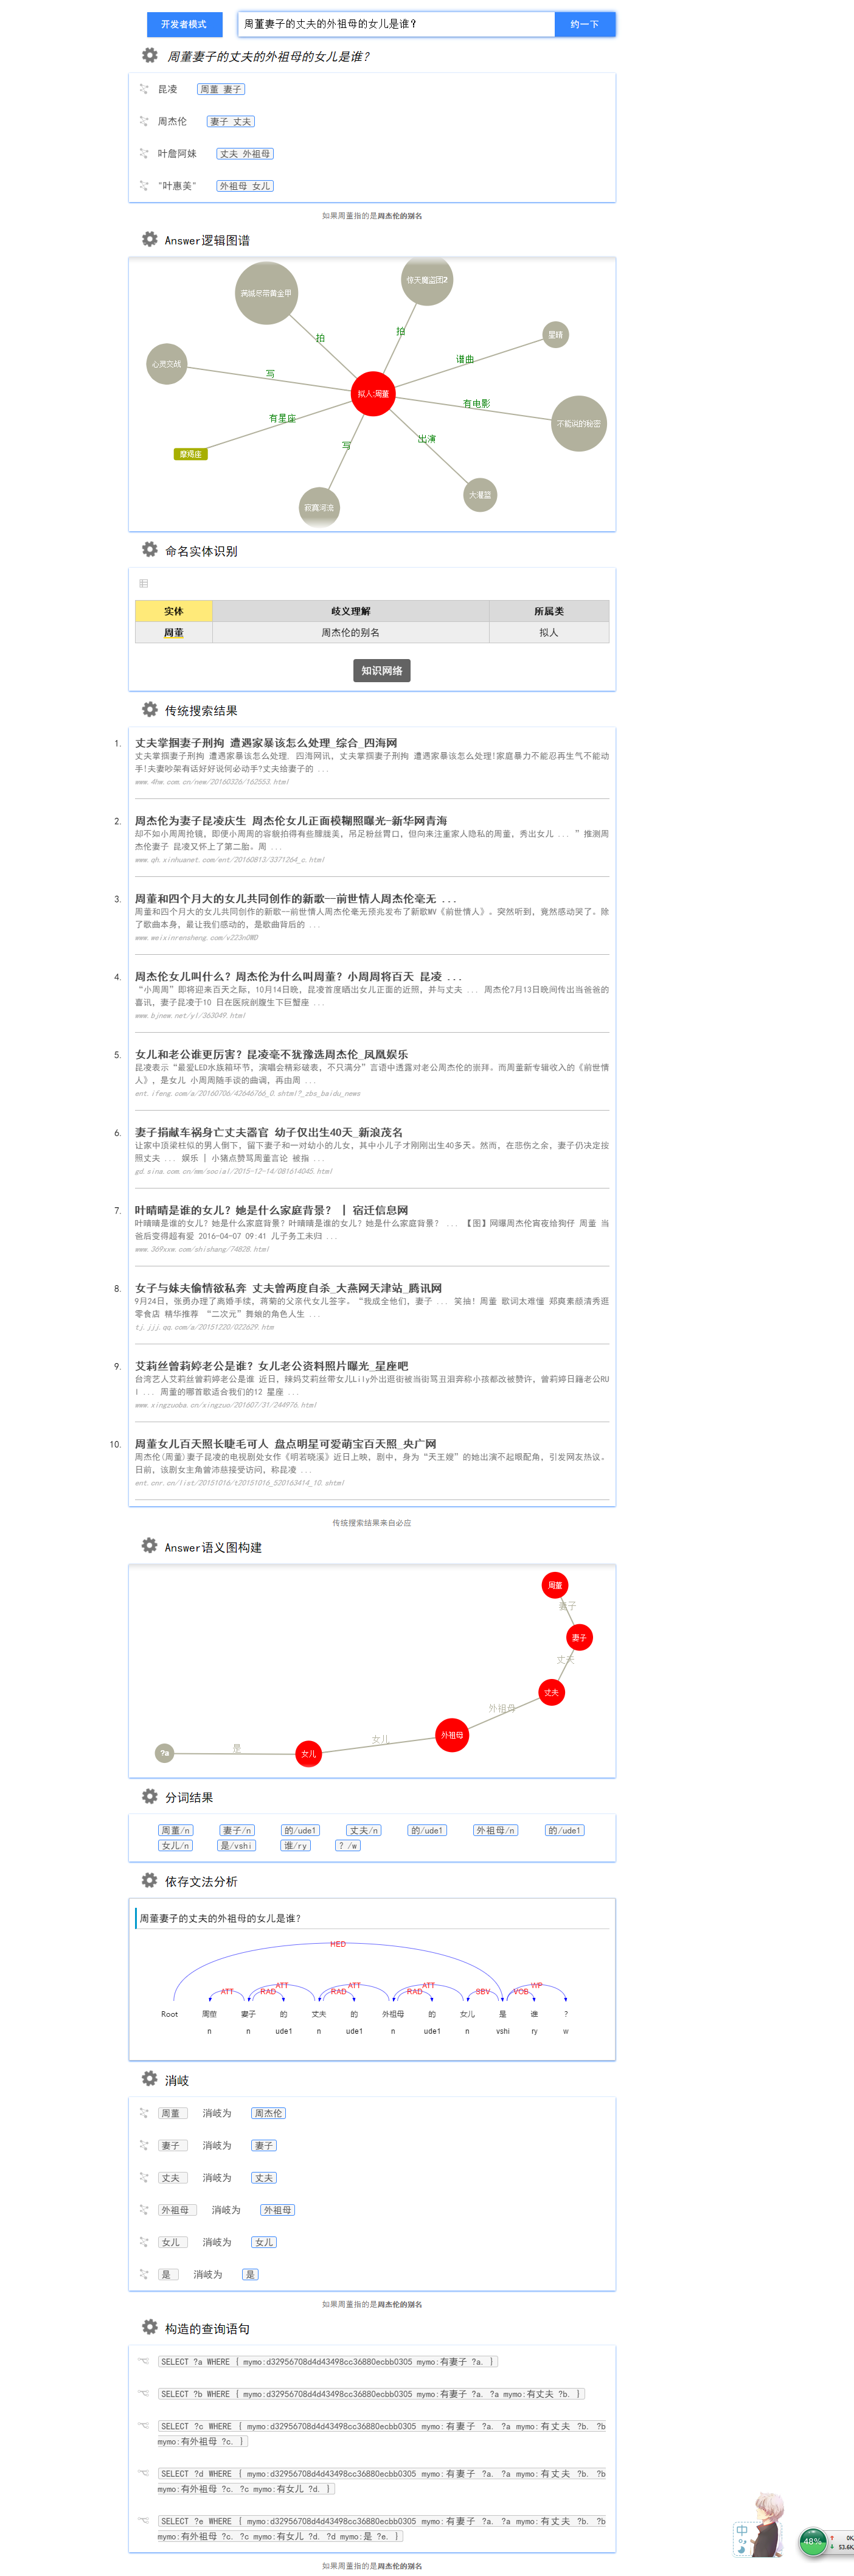 开发者模式
周董妻子的丈夫的外祖母的女儿是谁？
约一下
周董妻子的丈夫的外祖母的女儿是谁？
昆凌 周董 妻子
周杰伦 妻子 丈夫
叶詹阿妹 丈夫 外祖母
"叶惠美" 外祖母 女儿
如果周董指的是周杰伦的别名
Answer逻辑图谱
满城尽带黄金甲
惊天魔盗团2
星晴
心灵交战
拍
拍
谱曲
写
拟人:周董
有电影
不能说的秘密
有星座
出演
写
摩羯座
大灌篮
寂寞河流
命名实体识别
实体 歧义理解 所属类
周董 周杰伦的别名 拟人
知识网络
传统搜索结果
1. 丈夫掌掴妻子刑拘 遭遇家暴该怎么处理_综合_四海网
丈夫掌掴妻子刑拘 遭遇家暴该怎么处理. 四海网讯，丈夫掌掴妻子刑拘 遭遇家暴该怎么处理!家庭暴力不能忍再生气不能动
手!夫妻吵架有话好好说何必动手?丈夫给妻子的 ...
www.4hw.com.cn/new/20160326/162553.html
2. 周杰伦为妻子昆凌庆生 周杰伦女儿正面模糊照曝光-新华网青海
却不如小周周抢镜，即便小周周的容貌拍得有些朦胧美，吊足粉丝胃口，但向来注重家人隐私的周董，秀出女儿 ... ” 推测周
杰伦妻子 昆凌又怀上了第二胎。周 ...
www.qh.xinhuanet.com/ent/20160813/3371264_c.html
3. 周董和四个月大的女儿共同创作的新歌--前世情人周杰伦毫无 ...
周董和四个月大的女儿共同创作的新歌--前世情人周杰伦毫无预兆发布了新歌MV《前世情人》。突然听到，竟然感动哭了。除
了歌曲本身，最让我们感动的，是歌曲背后的 ...
www.weixinrensheng.com/v223nOWD
4. 周杰伦女儿叫什么？周杰伦为什么叫周董？小周周将百天 昆凌 ...
“小周周”即将迎来百天之际，10月14日晚，昆凌首度晒出女儿正面的近照，并与丈夫 ... 周杰伦7月13日晚间传出当爸爸的
喜讯，妻子昆凌于10 日在医院剖腹生下巨蟹座 ...
www.bjnew.net/yl/363049.html
5. 女儿和老公谁更厉害？昆凌毫不犹豫选周杰伦_凤凰娱乐
昆凌表示“最爱LED水族箱环节，演唱会精彩破表，不只满分”言语中透露对老公周杰伦的崇拜。而周董新专辑收入的《前世情
人》，是女儿 小周周随手谈的曲调，再由周 ...
ent.ifeng.com/a/20160706/42646766_0.shtml?_zbs_baidu_news
6. 妻子捐献车祸身亡丈夫器官 幼子仅出生40天_新浪茂名
让家中顶梁柱似的男人倒下，留下妻子和一对幼小的儿女，其中小儿子才刚刚出生40多天。然而，在悲伤之余，妻子仍决定按
照丈夫 ... 娱乐 | 小猪点赞骂周董言论 被指 ...
gd.sina.com.cn/mm/social/2015-12-14/081614045.html
7. 叶晴晴是谁的女儿？她是什么家庭背景？ | 宿迁信息网
叶晴晴是谁的女儿？她是什么家庭背景？叶晴晴是谁的女儿？她是什么家庭背景？ ... 【图】网曝周杰伦宵夜给狗仔 周董 当
爸后变得超有爱 2016-04-07 09:41 儿子务工未归 ...
www.369xxw.com/shishang/74828.html
8. 女子与妹夫偷情欲私奔 丈夫曾两度自杀_大燕网天津站_腾讯网
9月24日，张勇办理了离婚手续，蒋菊的父亲代女儿签字。“我成全他们，妻子 ... 笑抽！周董 歌词太难懂 郑爽素颜清秀逛
零食店 精华推荐 “二次元”舞娘的角色人生 ...
tj.jjj.qq.com/a/20151220/022629.htm
9. 艾莉丝曾莉婷老公是谁？女儿老公资料照片曝光_星座吧
台湾艺人艾莉丝曾莉婷老公是谁 近日，辣妈艾莉丝带女儿Lily外出逛街被当街骂丑泪奔称小孩都改被赞许，曾莉婷日籍老公RU
I ... 周董的哪首歌适合我们的12 星座 ...
www.xingzuoba.cn/xingzuo/201607/31/244976.html
10. 周董女儿百天照长睫毛可人 盘点明星可爱萌宝百天照_央广网
周杰伦(周董)妻子昆凌的电视剧处女作《明若晓溪》近日上映，剧中，身为“天王嫂”的她出演不起眼配角，引发网友热议。
日前，该剧女主角曾沛慈接受访问，称昆凌 ...
ent.cnr.cn/list/20151016/t20151016_520163414_10.shtml
传统搜索结果来自必应
Answer语义图构建
周董
妻子
妻子
丈夫
丈夫
外祖母
外祖母
女儿
是
?a
女儿
分词结果
周董/n 妻子/n 的/ude1 丈夫/n 的/ude1 外祖母/n 的/ude1
女儿/n 是/vshi 谁/ry ？/w
依存文法分析
周董妻子的丈夫的外祖母的女儿是谁？
HED
ATT RAD ATT RAD ATT RAD ATT SBV VOB WP
Root 周董 妻子 的 丈夫 的 外祖母 的 女儿 是 谁 ？
n n ude1 n ude1 n ude1 n vshi ry w
消歧
周董 消歧为 周杰伦
妻子 消歧为 妻子
丈夫 消歧为 丈夫
外祖母 消歧为 外祖母
女儿 消歧为 女儿
是 消歧为 是
如果周董指的是周杰伦的别名
构造的查询语句
SELECT ?a WHERE { mymo:d32956708d4d43498cc36880ecbb0305 mymo:有妻子 ?a. }
SELECT ?b WHERE { mymo:d32956708d4d43498cc36880ecbb0305 mymo:有妻子 ?a. ?a mymo:有丈夫 ?b. }
SELECT ?c WHERE { mymo:d32956708d4d43498cc36880ecbb0305 mymo:有妻子 ?a. ?a mymo:有丈夫 ?b. ?b
mymo:有外祖母 ?c. }
SELECT ?d WHERE { mymo:d32956708d4d43498cc36880ecbb0305 mymo:有妻子 ?a. ?a mymo:有丈夫 ?b. ?b
mymo:有外祖母 ?c. ?c mymo:有女儿 ?d. }
SELECT ?e WHERE { mymo:d32956708d4d43498cc36880ecbb0305 mymo:有妻子 ?a. ?a mymo:有丈夫 ?b. ?b
mymo:有外祖母 ?c. ?c mymo:有女儿 ?d. ?d mymo:是 ?e. }
中
48%
如果周董指的是周杰伦的别名